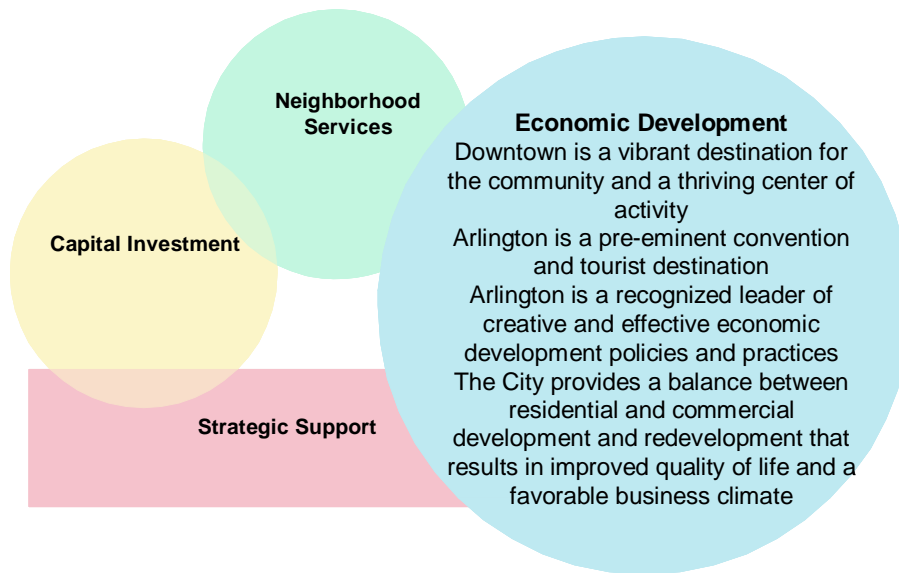 Neighborhood
Services
Capital Investment
Strategic Support
Economic Development
Downtown is a vibrant destination for
the community and a thriving center of
activity
Arlington is a pre-eminent convention
and tourist destination
Arlington is a recognized leader of
creative and effective economic
development policies and practices
The City provides a balance between
residential and commercial
development and redevelopment that
results in improved quality of life and a
favorable business climate